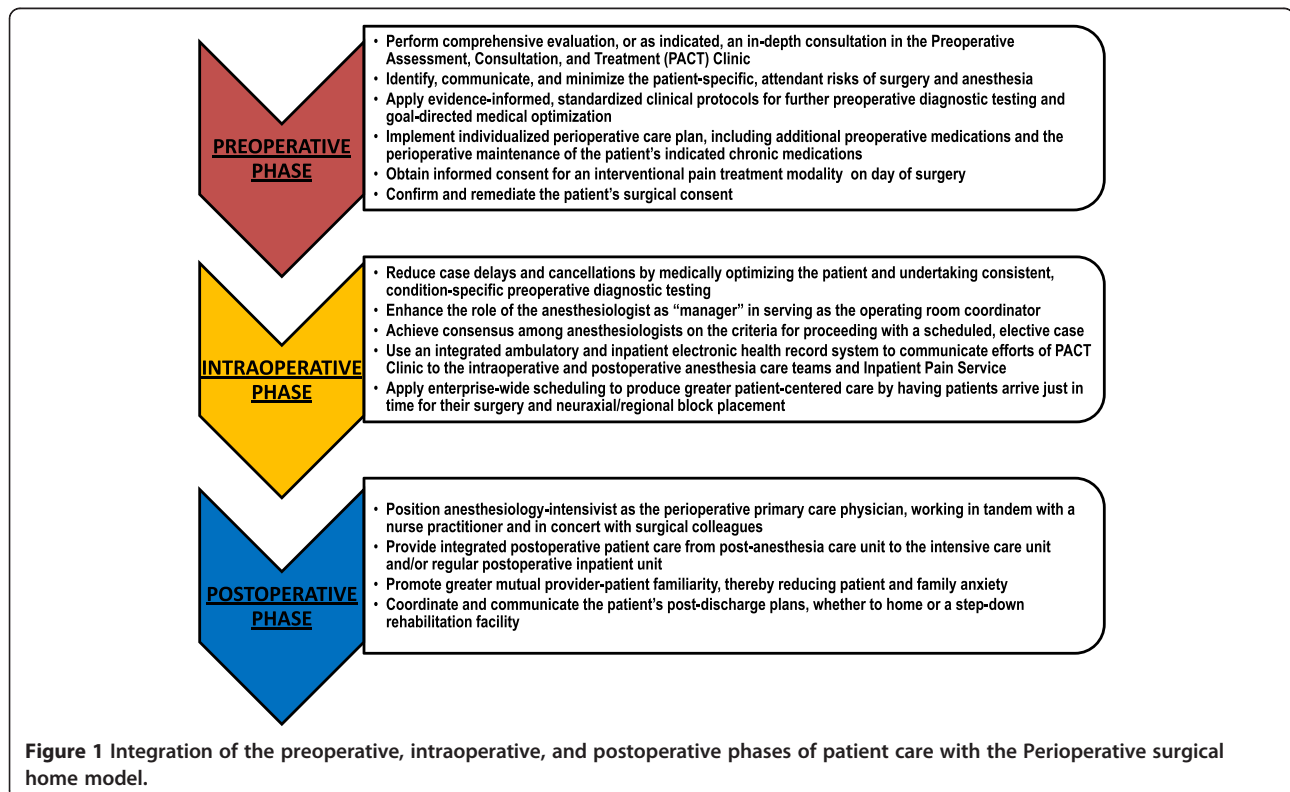 PREOPERATIVE
PHASE
• Perform comprehensive evaluation, or as indicated, an in-depth consultation in the Preoperative
Assessment, Consultation, and Treatment (PACT) Clinic
• Identify, communicate, and minimize the patient-specific, attendant risks of surgery and anesthesia
• Apply evidence-informed, standardized clinical protocols for further preoperative diagnostic testing and
goal-directed medical optimization
• Implement individualized perioperative care plan, including additional preoperative medications and the
perioperative maintenance of the patient's indicated chronic medications
• Obtain informed consent for an interventional pain treatment modality on day of surgery
• Confirm and remediate the patient's surgical consent
INTRAOPERATIVE
PHASE
• Reduce case delays and cancellations by medically optimizing the patient and undertaking consistent,
condition-specific preoperative diagnostic testing
• Enhance the role of the anesthesiologist as “manager” in serving as the operating room coordinator
• Achieve consensus among anesthesiologists on the criteria for proceeding with a scheduled, elective case
• Use an integrated ambulatory and inpatient electronic health record system to communicate efforts of PACT
Clinic to the intraoperative and postoperative anesthesia care teams and Inpatient Pain Service
• Apply enterprise-wide scheduling to produce greater patient-centered care by having patients arrive just in
time for their surgery and neuraxial/regional block placement
POSTOPERATIVE
PHASE
• Position anesthesiology-intensivist as the perioperative primary care physician, working in tandem with a
nurse practitioner and in concert with surgical colleagues
• Provide integrated postoperative patient care from post-anesthesia care unit to the intensive care unit
and/or regular postoperative inpatient unit
• Promote greater mutual provider-patient familiarity, thereby reducing patient and family anxiety
• Coordinate and communicate the patient's post-discharge plans, whether to home or a step-down
rehabilitation facility
Figure 1 Integration of the preoperative, intraoperative, and postoperative phases of patient care with the Perioperative surgical
home model.